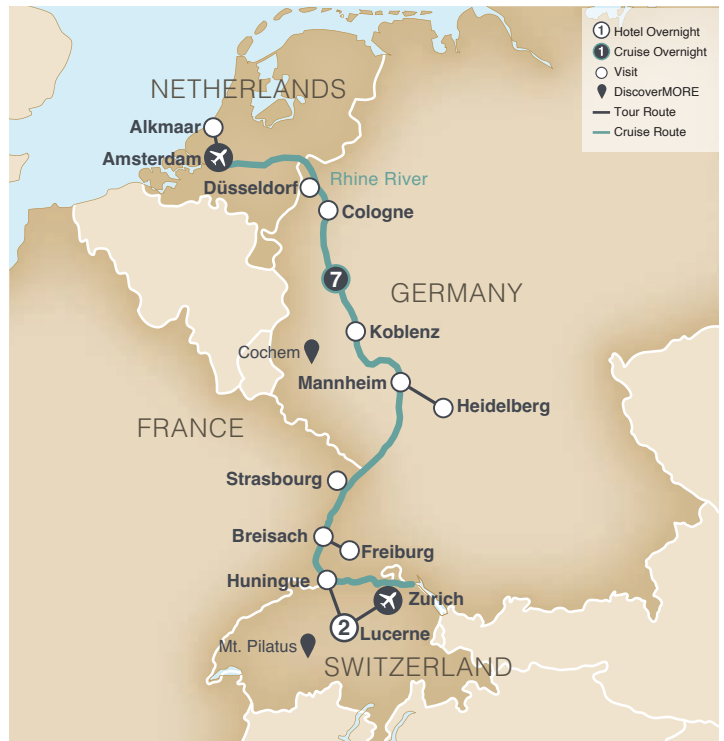 1 Hotel Overnight
1 Cruise Overnight
Visit
DiscoverMORE
Tour Route
Cruise Route
NETHERLANDS
Alkmaar
Amsterdam
Düsseldorf
Rhine River
Cologne
7
GERMANY
Koblenz
Cochem
Mannheim
Heidelberg
FRANCE
Strasbourg
Breisach
Freiburg
Huningue
Zurich
2
Lucerne
Mt. Pilatus
SWITZERLAND